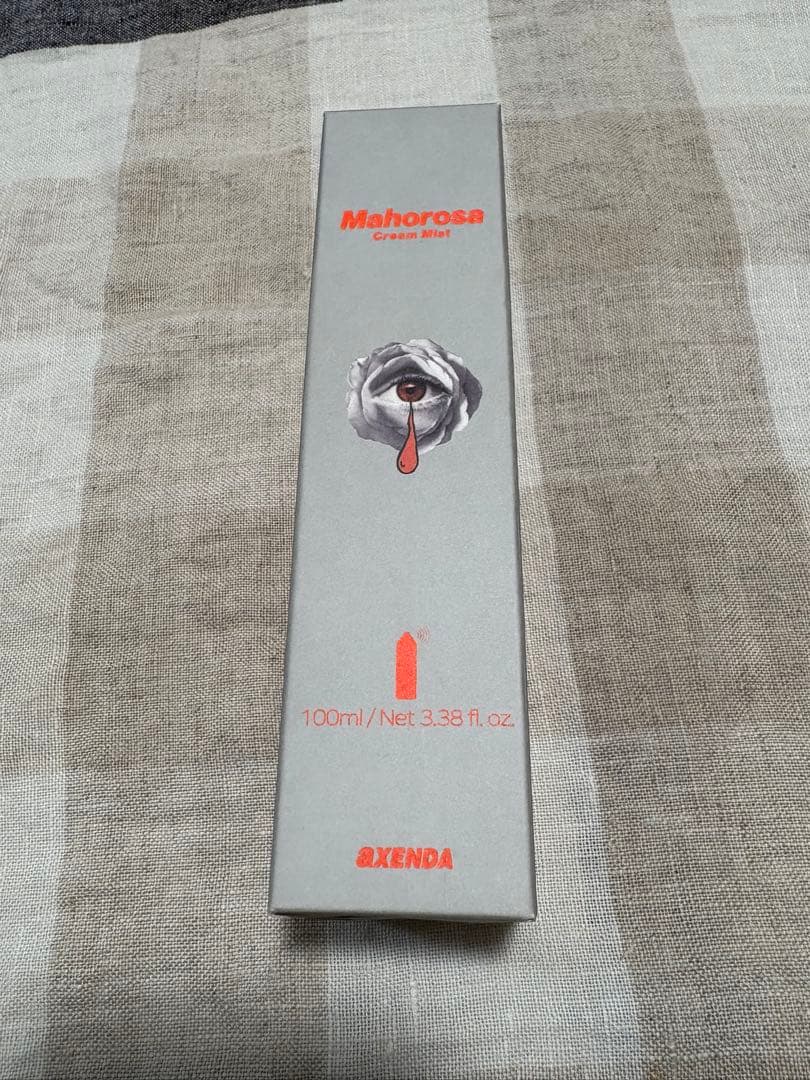 Mahorosa
Cream Mist
100ml / Net 3.38 fl. oz.
aXENDA